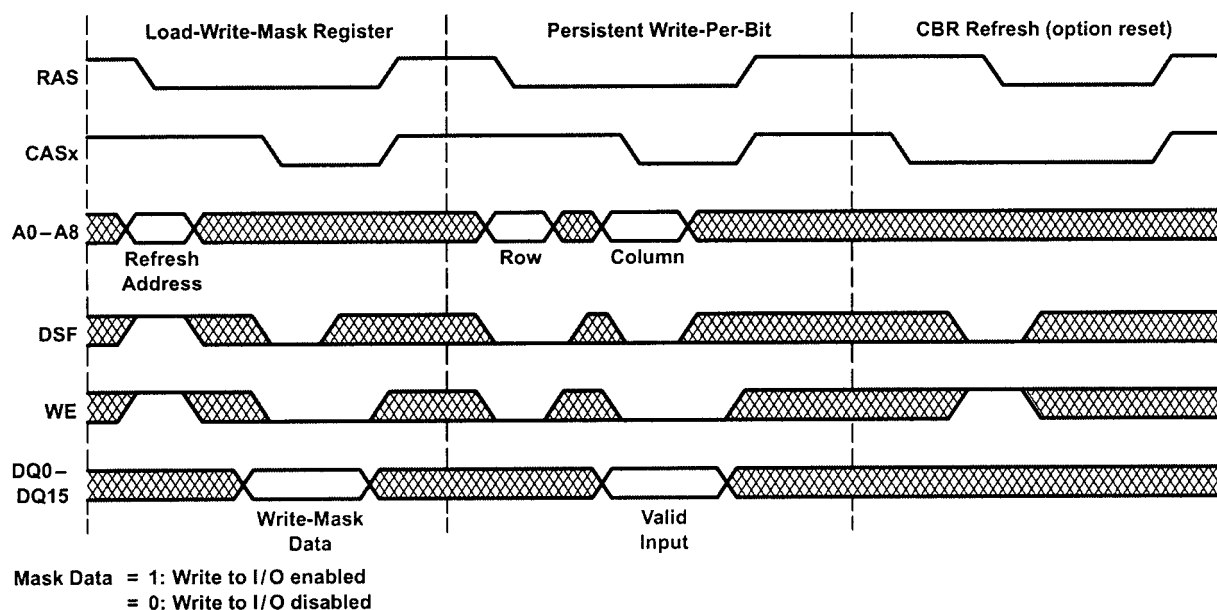 Load-Write-Mask Register
Persistent Write-Per-Bit
CBR Refresh (option reset)
RAS
CASx
A0–A8
Refresh
Address
Row
Column
DSF
WE
DQ0–
DQ15
Write-Mask
Data
Valid
Input
Mask Data = 1: Write to I/O enabled
= 0: Write to I/O disabled